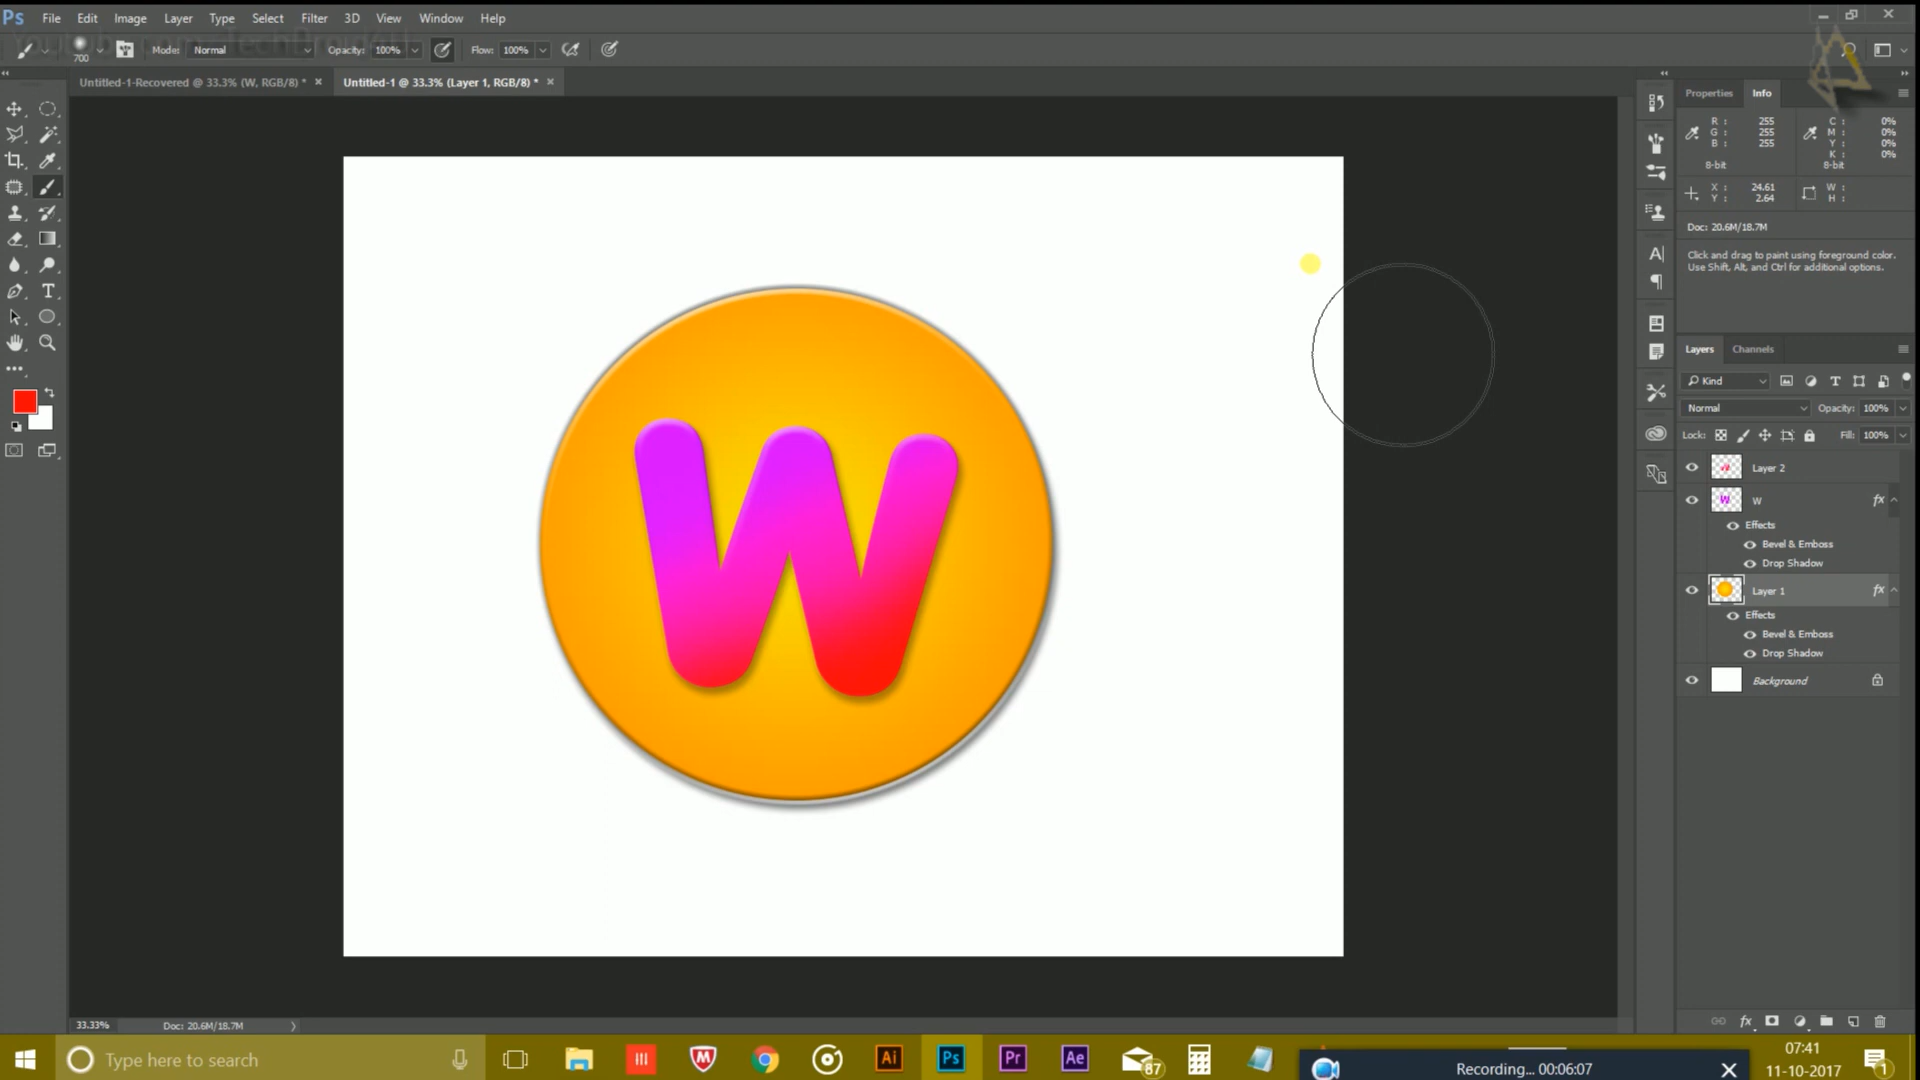 Ps File Edit Image Layer Type Select Filter 3D View Window Help
700 Mode: Normal Opacity: 100% Flow: 100%
Untitled-1-Recovered @ 33.3% (W, RGB/8) * × Untitled-1 @ 33.3% (Layer 1, RGB/8) * ×
Properties Info
R : 255 C : 0%
G : 255 M : 0%
B : 255 Y : 0%
K : 0%
8-bit 8-bit
X : 24.61 W :
Y : 2.64 H :
Doc: 20.6M/18.7M
Click and drag to paint using foreground color.
Use Shift, Alt, and Ctrl for additional options.
Layers Channels
Kind
Normal Opacity: 100%
Lock: Fill: 100%
Layer 2
W fx
Effects
Bevel & Emboss
Drop Shadow
Layer 1 fx
Effects
Bevel & Emboss
Drop Shadow
Background
W
33.33% Doc: 20.6M/18.7M
Type here to search
Ai Ps Pr Ae 87
Recording... 00:06:07
07:41
11-10-2017
1